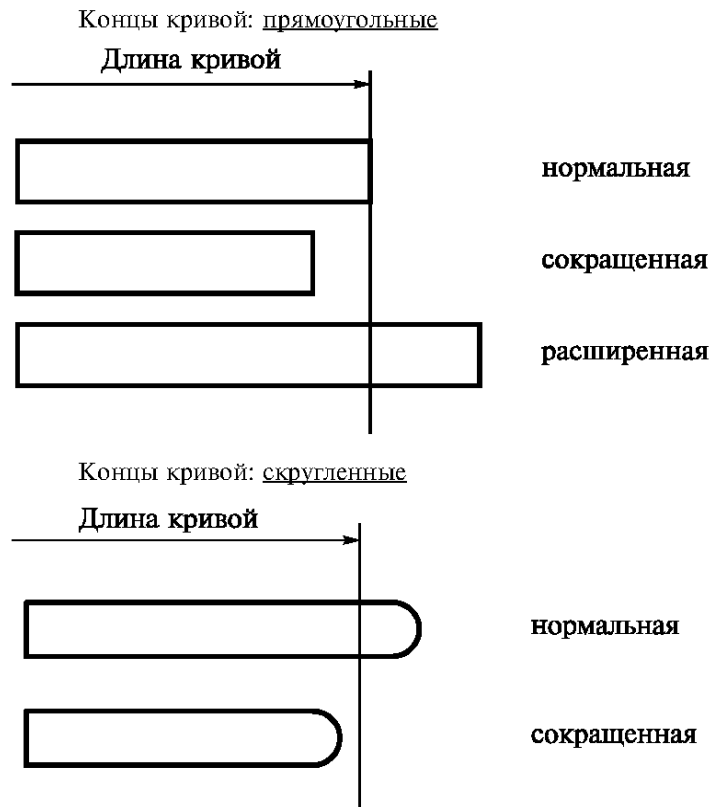 Концы кривой: прямоугольные
Длина кривой
нормальная
сокращенная
расширенная
Концы кривой: скругленные
Длина кривой
нормальная
сокращенная